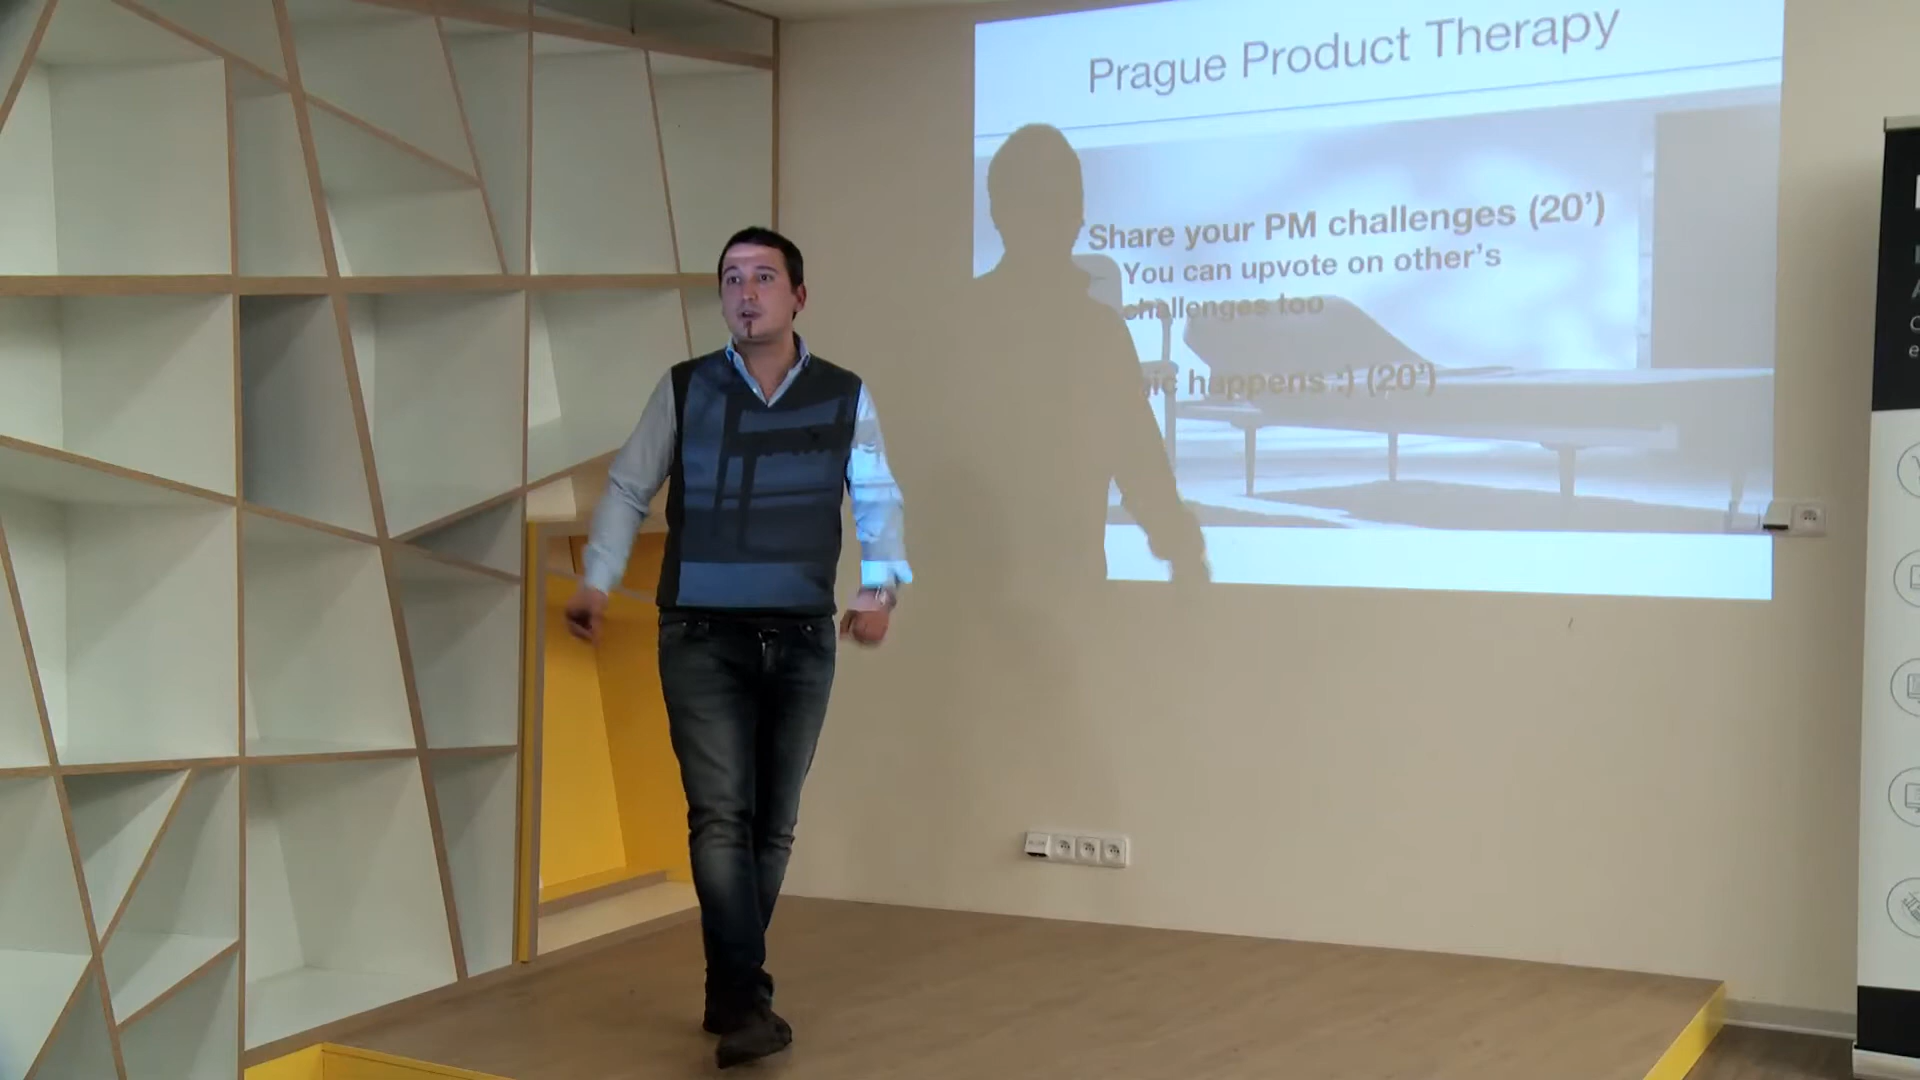 Prague Product Therapy
Share your PM challenges (20’)
You can upvote on other’s
challenges too
happens :) (20’)